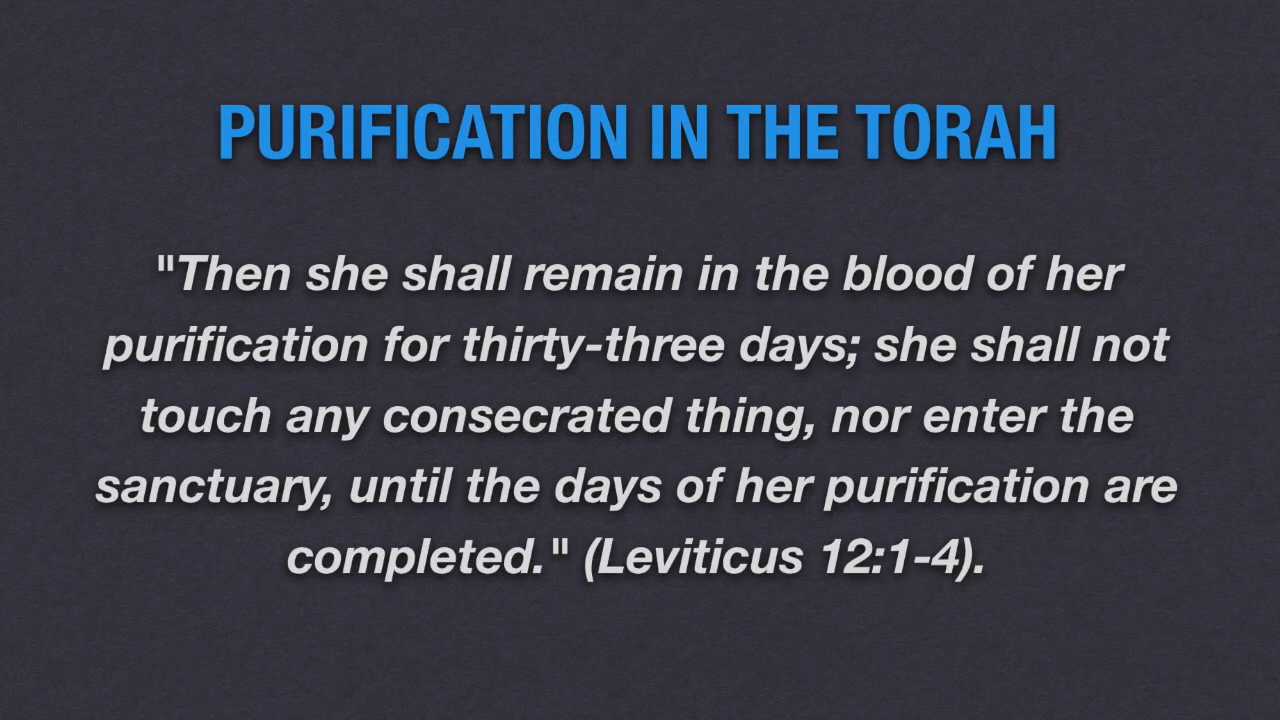 PURIFICATION IN THE TORAH
"Then she shall remain in the blood of her
purification for thirty-three days; she shall not
touch any consecrated thing, nor enter the
sanctuary, until the days of her purification are
completed." (Leviticus 12:1-4).